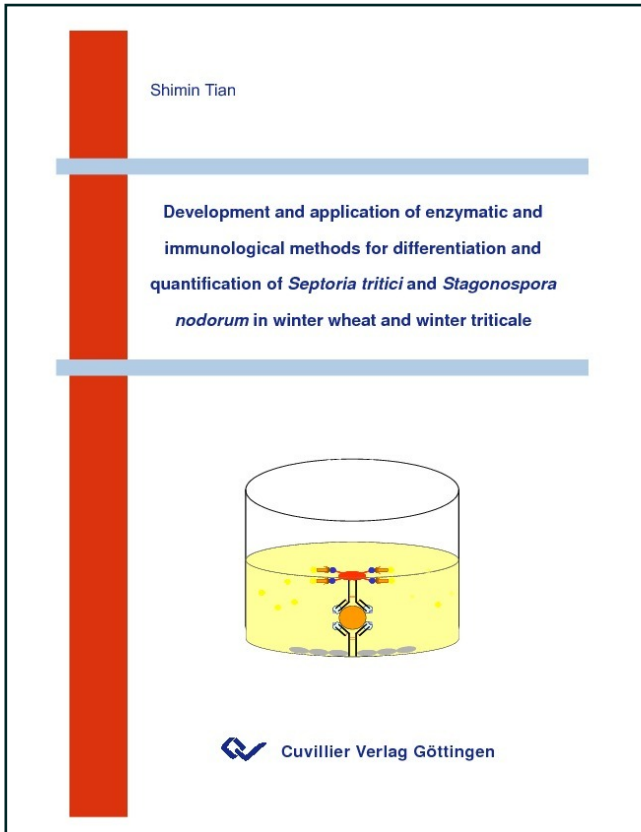 Shimin Tian
Development and application of enzymatic and
immunological methods for differentiation and
quantification of Septoria tritici and Stagonospora
nodorum in winter wheat and winter triticale
Cuvillier Verlag Göttingen